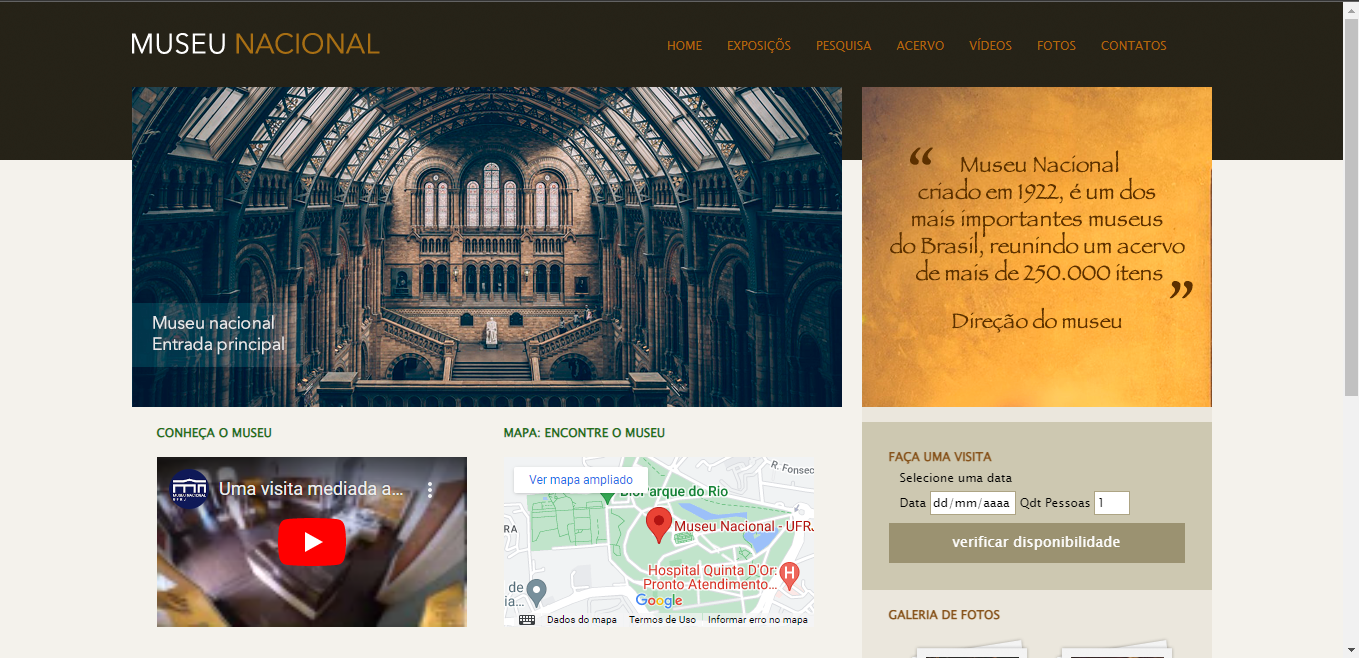 MUSEU NACIONAL
HOME EXPOSIÇÕS PESQUISA ACERVO VÍDEOS FOTOS CONTATOS
Museu nacional
Entrada principal
“ Museu Nacional
criado em 1922, é um dos
mais importantes museus
do Brasil, reunindo um acervo
de mais de 250.000 itens ”
Direção do museu
CONHEÇA O MUSEU
MUSEU NACIONAL
UFRJ
Uma visita mediada a...
MAPA: ENCONTRE O MUSEU
Ver mapa ampliado
R. Fonsec
BioParque do Rio
RA
Museu Nacional - UFRJ
Hospital Quinta D'Or:
Pronto Atendimento...
H
de
ia...
Google
Dados do mapa Termos de Uso Informar erro no mapa
FAÇA UMA VISITA
Selecione uma data
Data dd/mm/aaaa Qdt Pessoas 1
verificar disponibilidade
GALERIA DE FOTOS